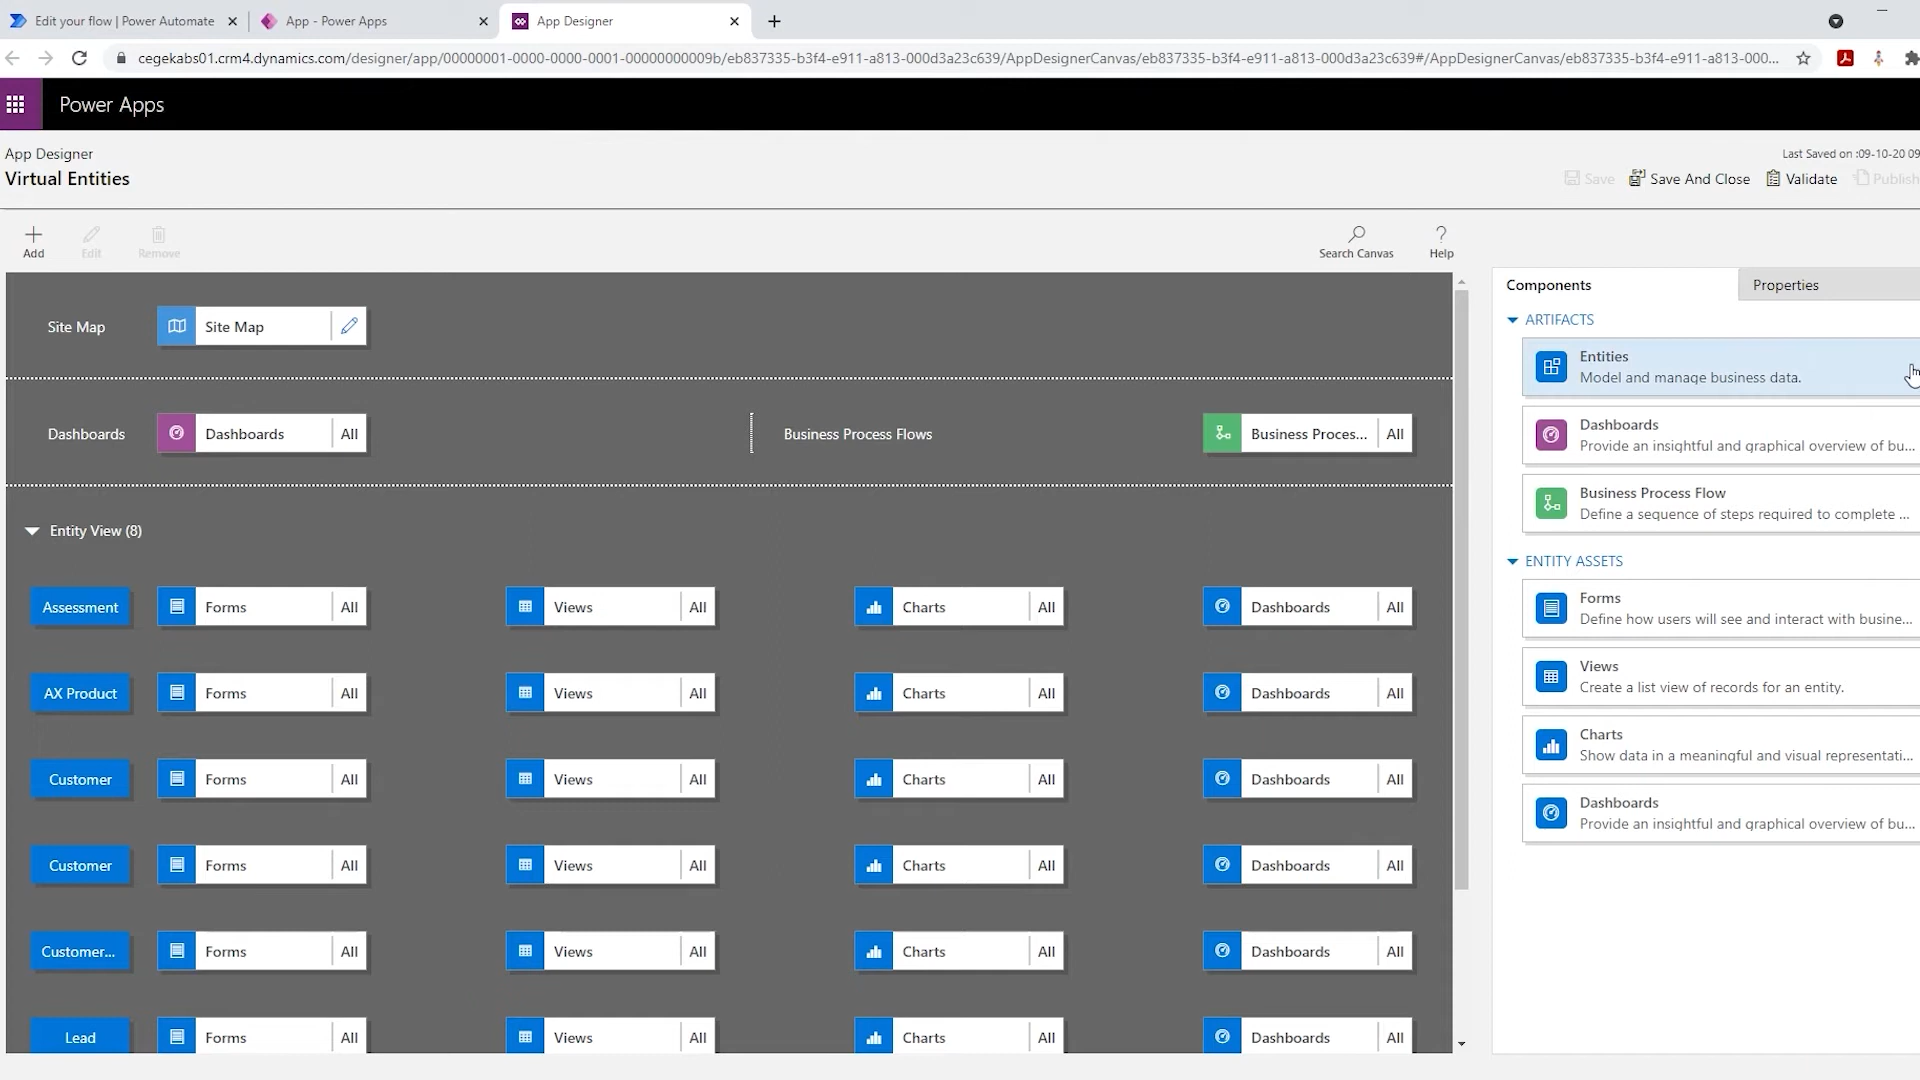 Edit your flow | Power Automate
App - Power Apps
App Designer
cegekabs01.crm4.dynamics.com/designer/app/00000001-0000-0000-0001-00000000009b/eb837335-b3f4-e911-a813-000d3a23c639/AppDesignerCanvas/eb837335-b3f4-e911-a813-000d3a23c639#/AppDesignerCanvas/eb837335-b3f4-e911-a813-000...
Power Apps
App Designer
Last Saved on :09-10-20 09
Virtual Entities
Save
Save And Close
Validate
Publish
Add
Edit
Remove
Search Canvas
Help
Site Map
Site Map
Dashboards
Dashboards All
Business Process Flows
Business Proces... All
Entity View (8)
Assessment Forms All Views All Charts All Dashboards All
AX Product Forms All Views All Charts All Dashboards All
Customer Forms All Views All Charts All Dashboards All
Customer Forms All Views All Charts All Dashboards All
Customer... Forms All Views All Charts All Dashboards All
Lead Forms All Views All Charts All Dashboards All
Components
Properties
ARTIFACTS
Entities
Model and manage business data.
Dashboards
Provide an insightful and graphical overview of bu...
Business Process Flow
Define a sequence of steps required to complete ...
ENTITY ASSETS
Forms
Define how users will see and interact with busine...
Views
Create a list view of records for an entity.
Charts
Show data in a meaningful and visual representati...
Dashboards
Provide an insightful and graphical overview of bu...